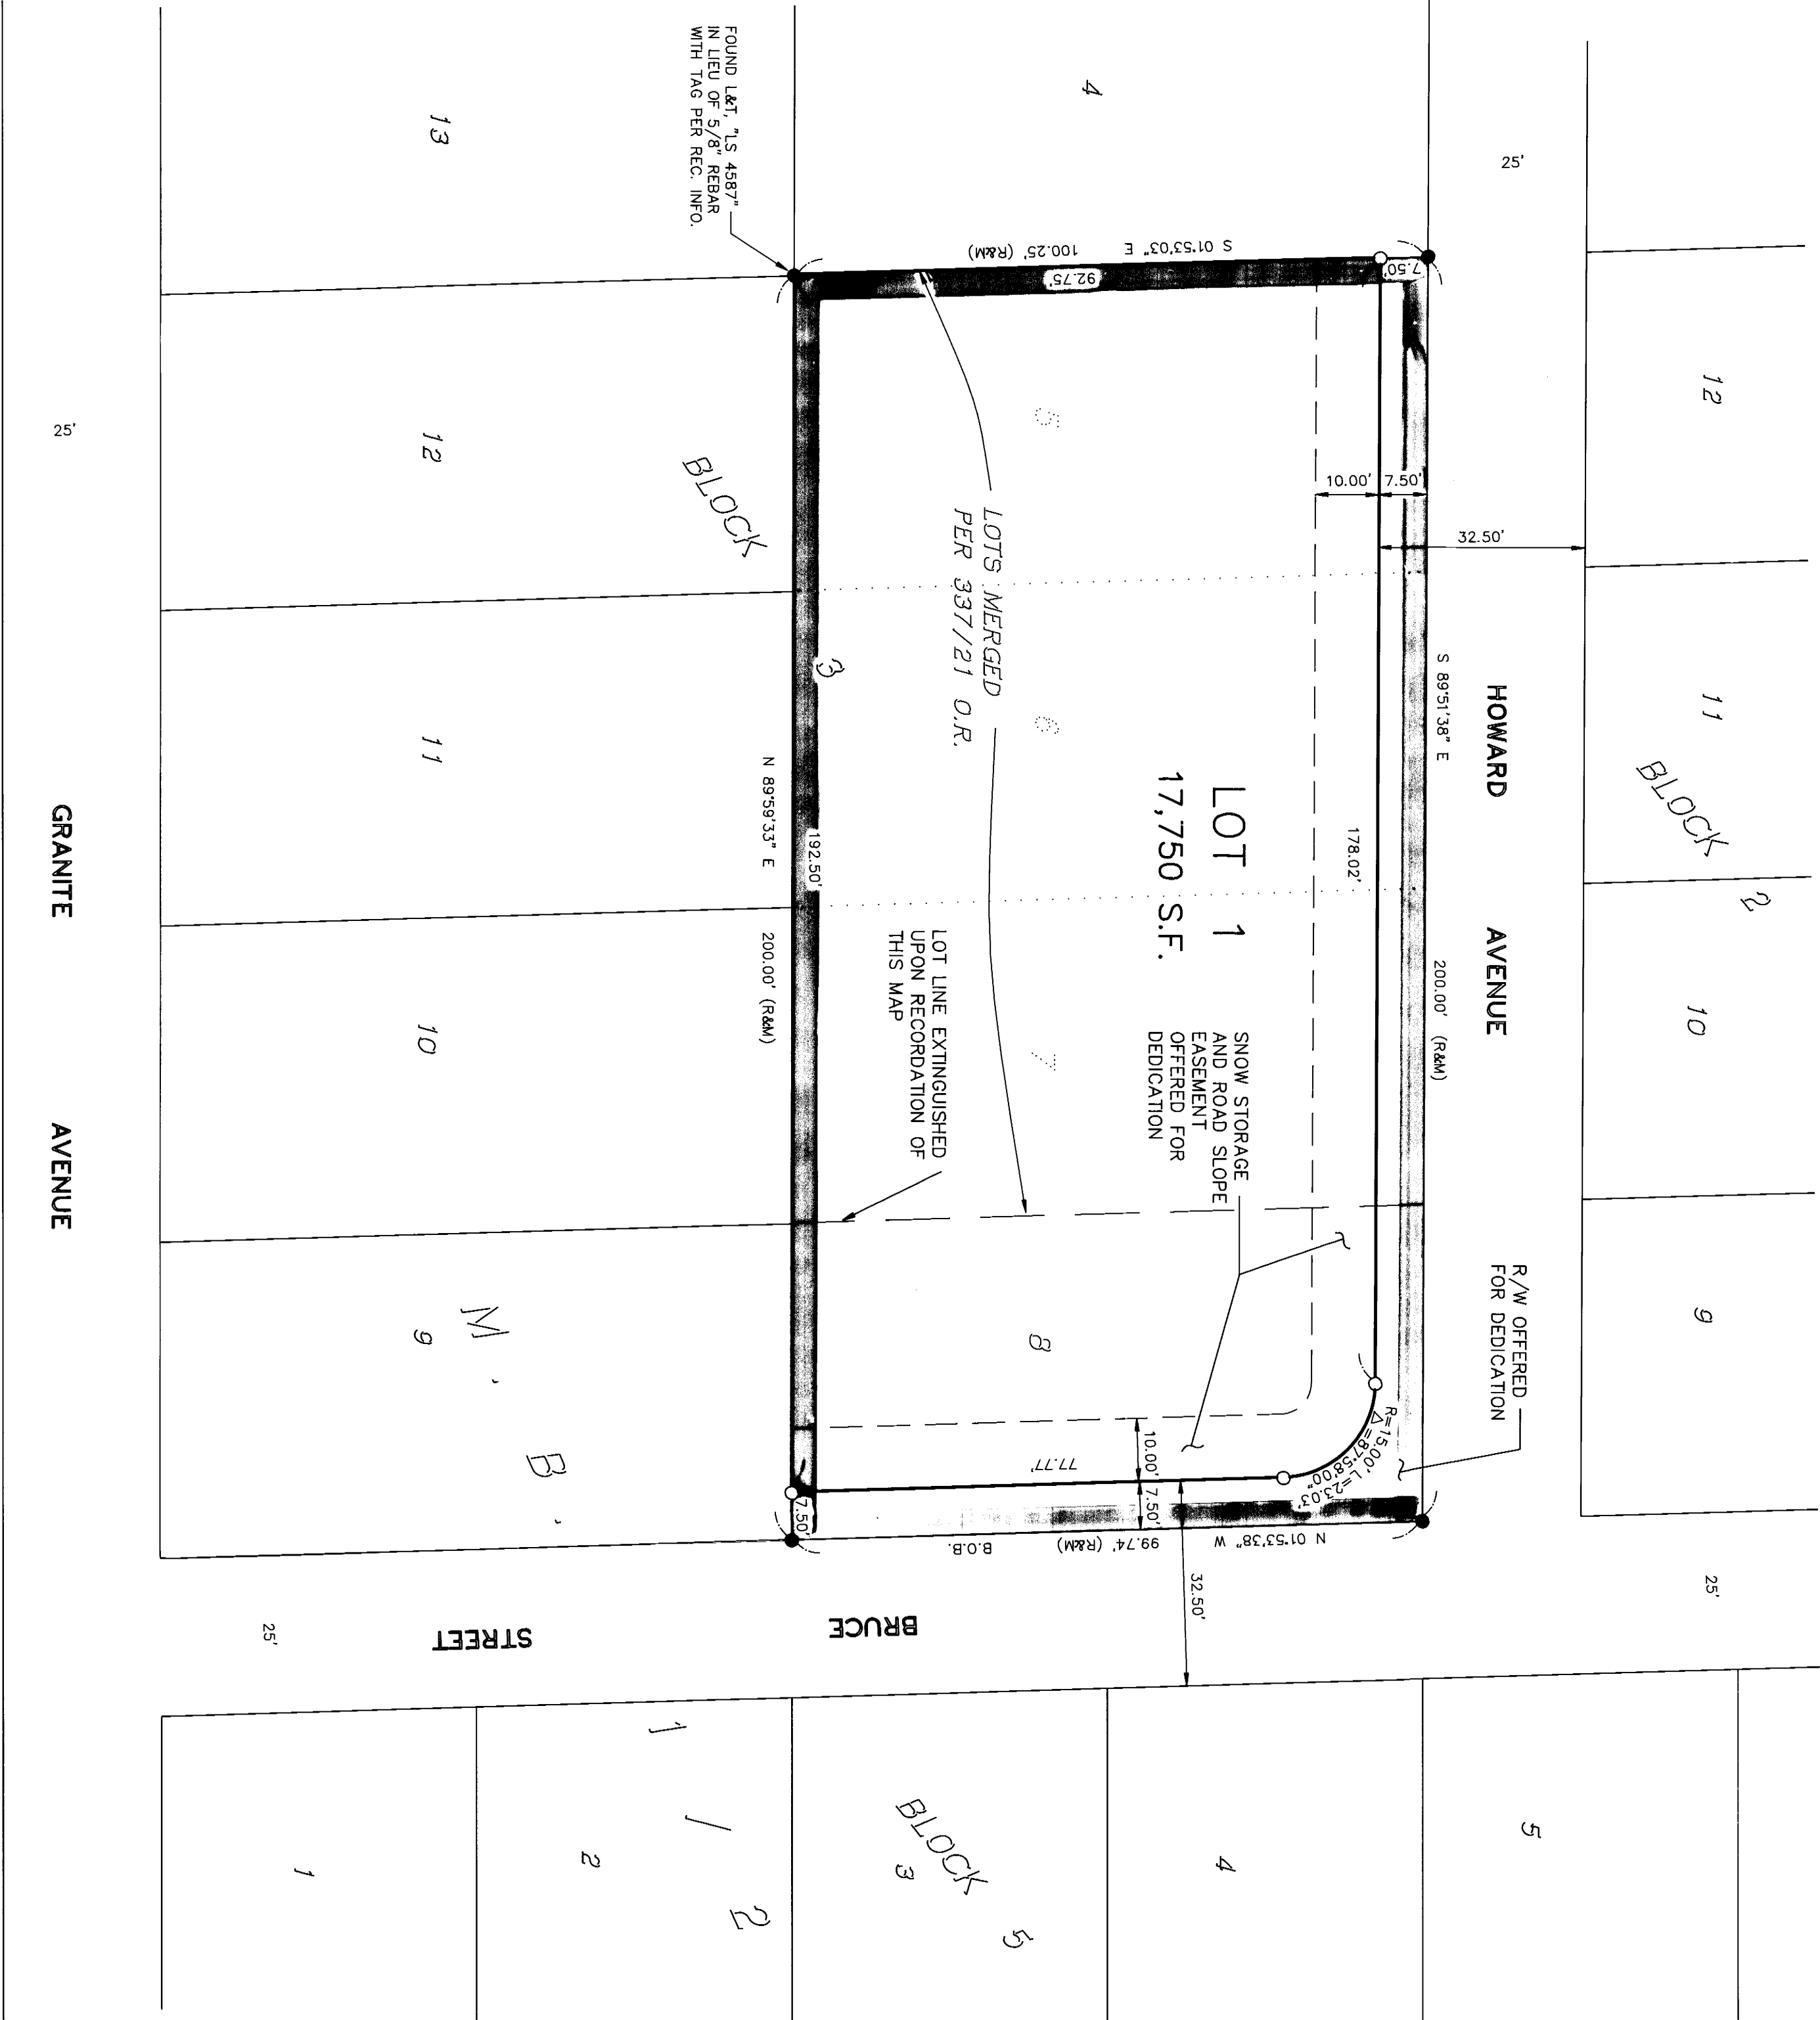 12
11
BLOCK
2
10
9
25'
HOWARD AVENUE
25'
32.50'
S 89°51'38" E
200.00' (R&M)
R/W OFFERED
FOR DEDICATION
7.50'
10.00'
7.50'
178.02'
R=15.00' L=23.03'
△=87°58'00"
4
S 01°53'03" E 100.25' (R&M)
92.75'
LOT 1
17,750 S.F.
SNOW STORAGE
AND ROAD SLOPE
EASEMENT
OFFERED FOR
DEDICATION
5
6
7
8
LOTS MERGED
PER 337/21 O.R.
LOT LINE EXTINGUISHED
UPON RECORDATION OF
THIS MAP
10.00'
7.50'
77.77'
N 01°53'38" W 99.74' (R&M) B.O.B.
32.50'
7.50'
192.50'
N 89°59'33" E
200.00' (R&M)
FOUND L&T, "LS 4587"
IN LIEU OF 5/8" REBAR
WITH TAG PER REC. INFO.
BLOCK
3
13
12
11
10
9
M. B. 1 / 2
BRUCE STREET
25'
5
4
BLOCK
5
3
2
1
25'
GRANITE AVENUE